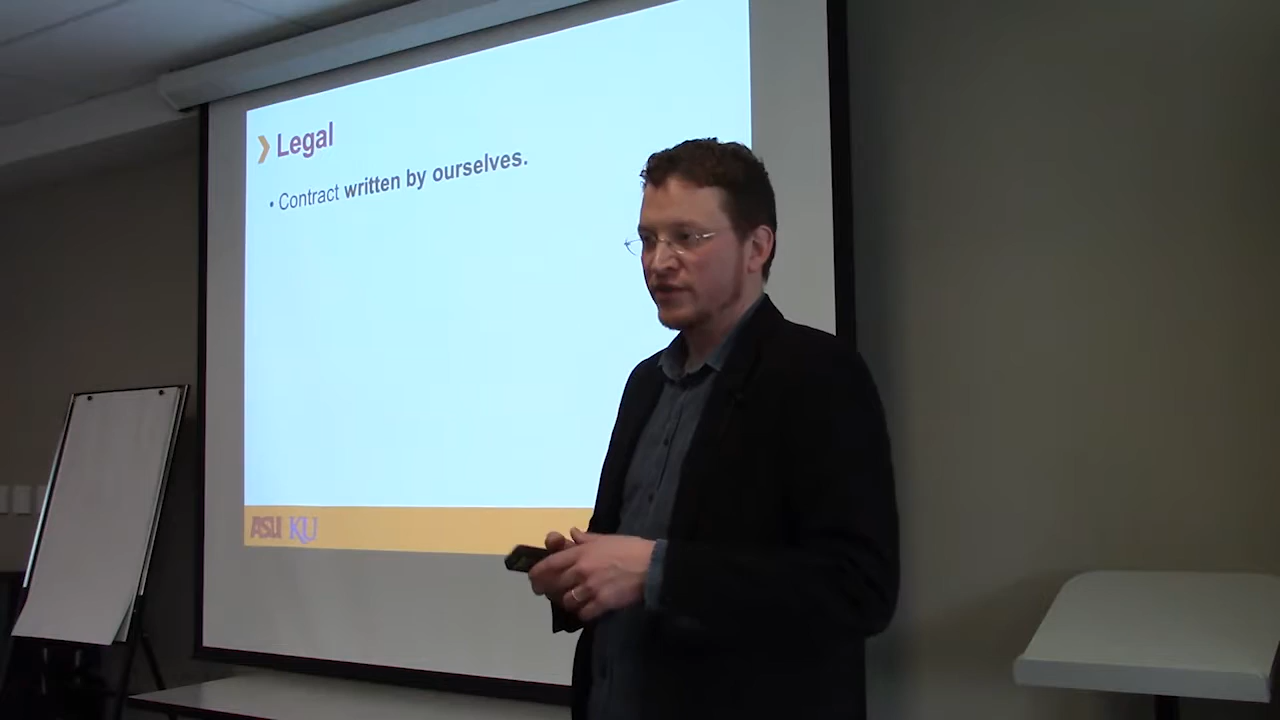 Legal
• Contract written by ourselves.
ASU KU